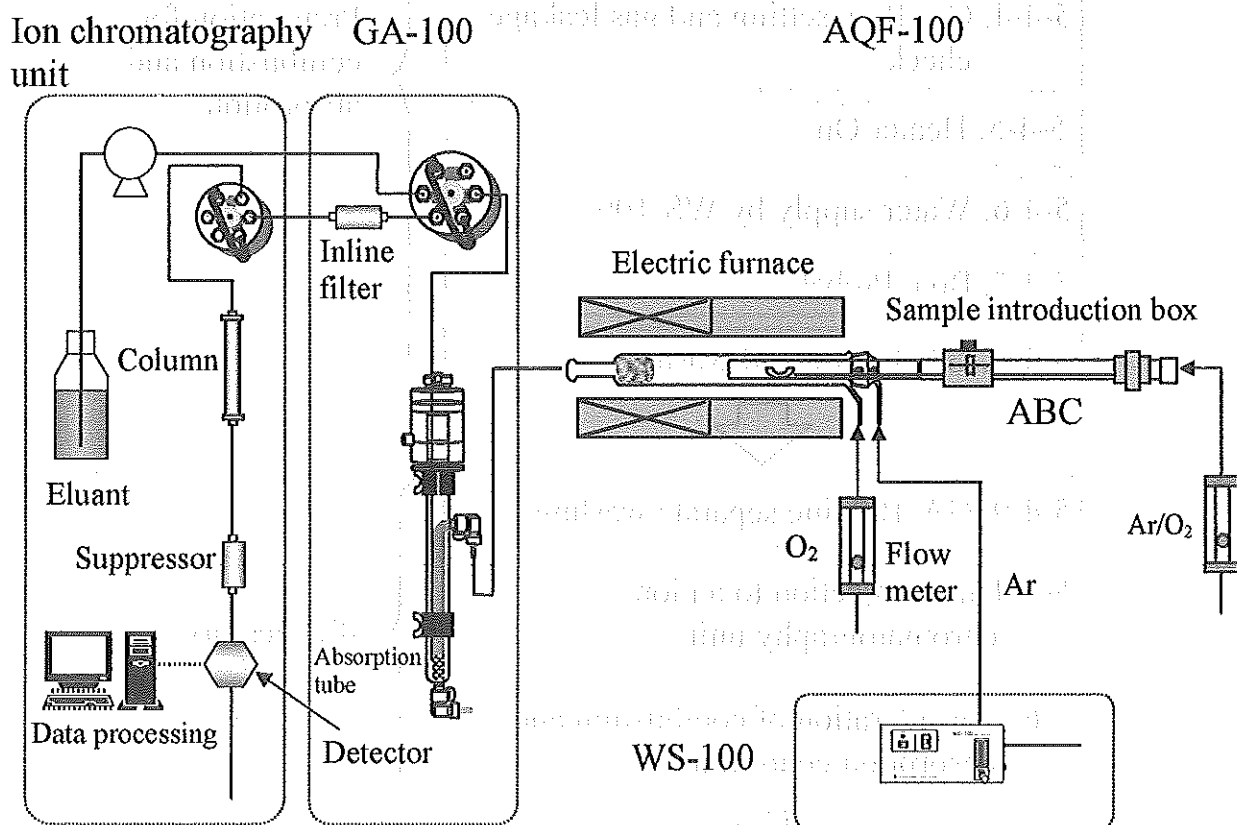 Ion chromatography
unit
GA-100
AQF-100
Inline
filter
Electric furnace
Sample introduction box
Column
ABC
Eluant
Suppressor
O₂
Flow
meter
Ar
Ar/O₂
Absorption
tube
Data processing
Detector
WS-100